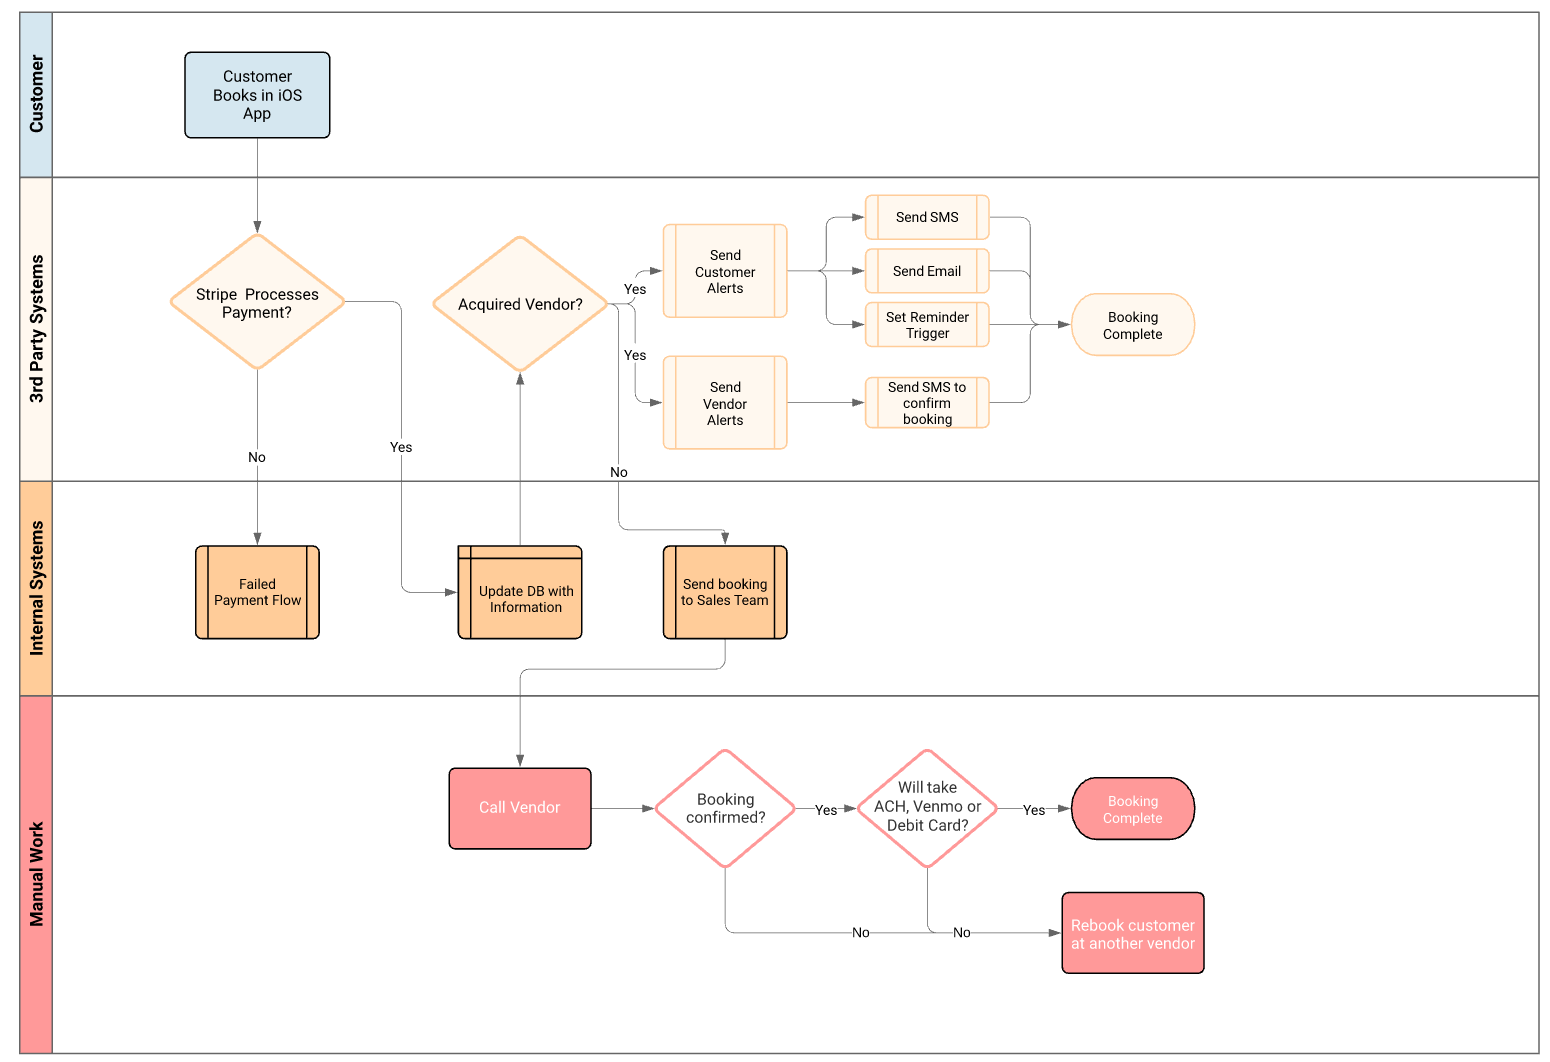 Customer
Customer
Books in iOS
App
3rd Party Systems
Stripe Processes
Payment?
Acquired Vendor?
Yes
Yes
Send
Customer
Alerts
Send
Vendor
Alerts
Send SMS
Send Email
Set Reminder
Trigger
Send SMS to
confirm
booking
Booking
Complete
No
Yes
No
Internal Systems
Failed
Payment Flow
Update DB with
Information
Send booking
to Sales Team
Manual Work
Call Vendor
Booking
confirmed?
Yes
Will take
ACH, Venmo or
Debit Card?
Yes
Booking
Complete
No
No
Rebook customer
at another vendor